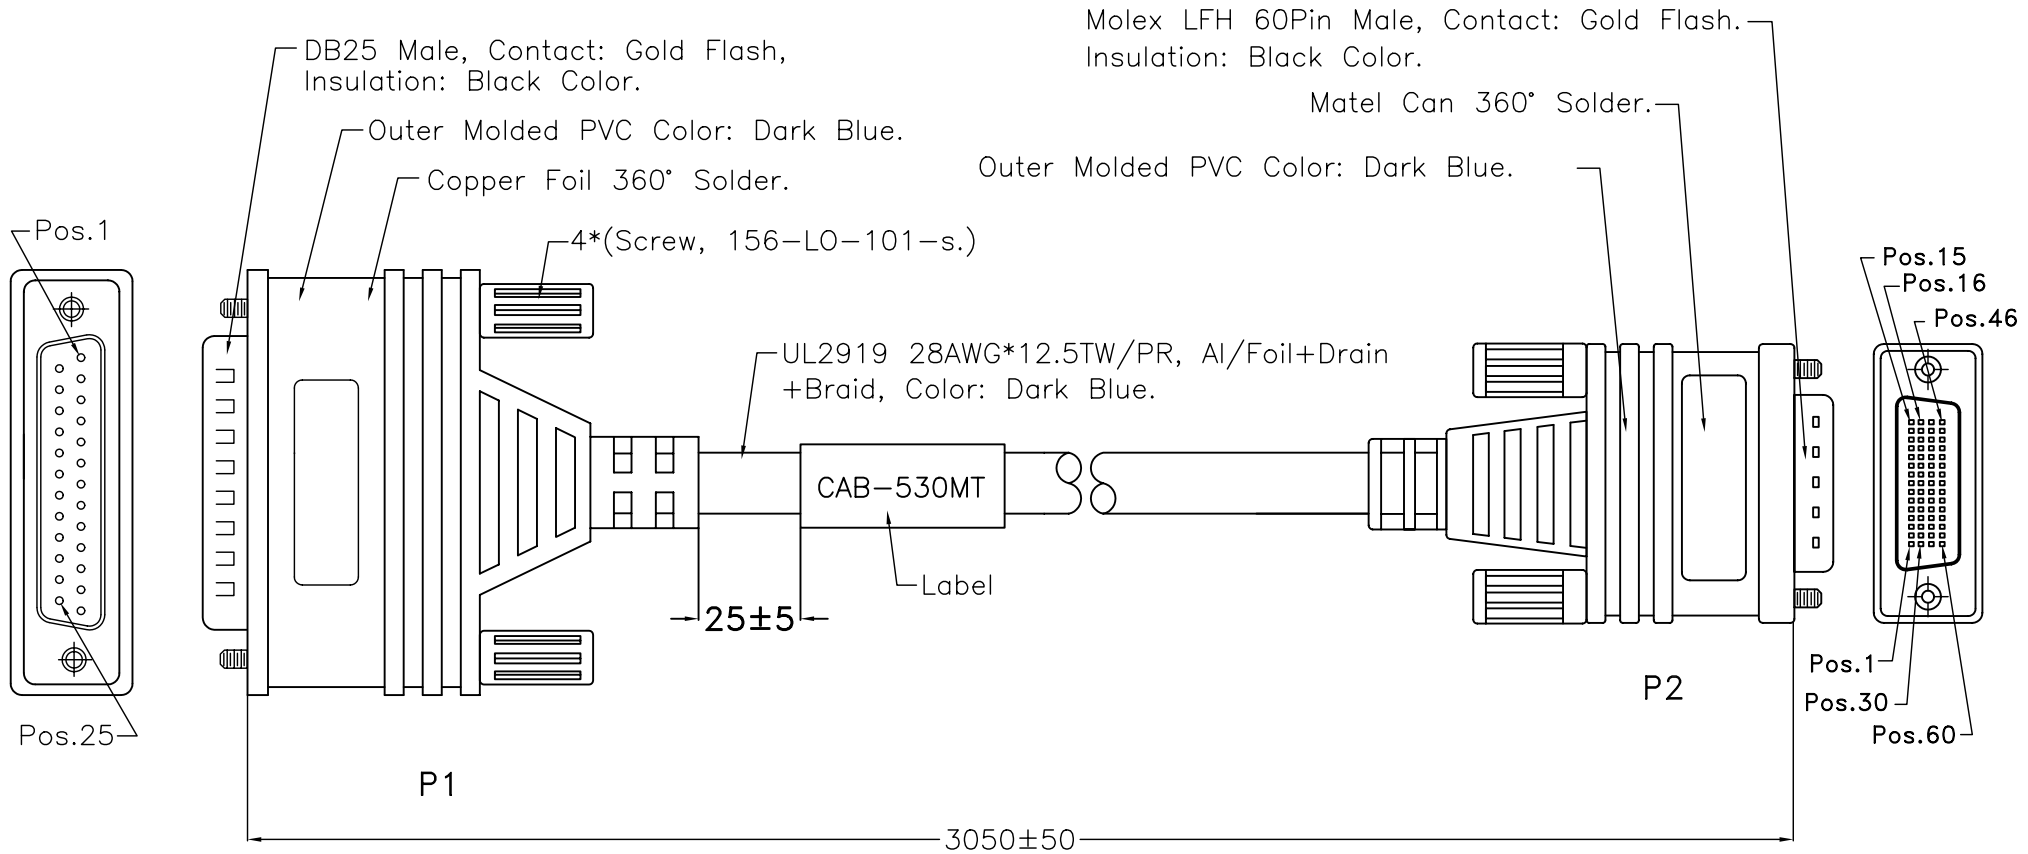 Molex LFH 60Pin Male, Contact: Gold Flash.
Insulation: Black Color.
DB25 Male, Contact: Gold Flash,
Insulation: Black Color.
Matel Can 360° Solder.
Outer Molded PVC Color: Dark Blue.
Outer Molded PVC Color: Dark Blue.
Copper Foil 360° Solder.
Pos.1
4*(Screw, 156-LO-101-s.)
Pos.15
Pos.16
Pos.46
UL2919 28AWG*12.5TW/PR, Al/Foil+Drain
+Braid, Color: Dark Blue.
CAB-530MT
Label
25±5
Pos.1
P2
Pos.30
Pos.25
Pos.60
P1
3050±50